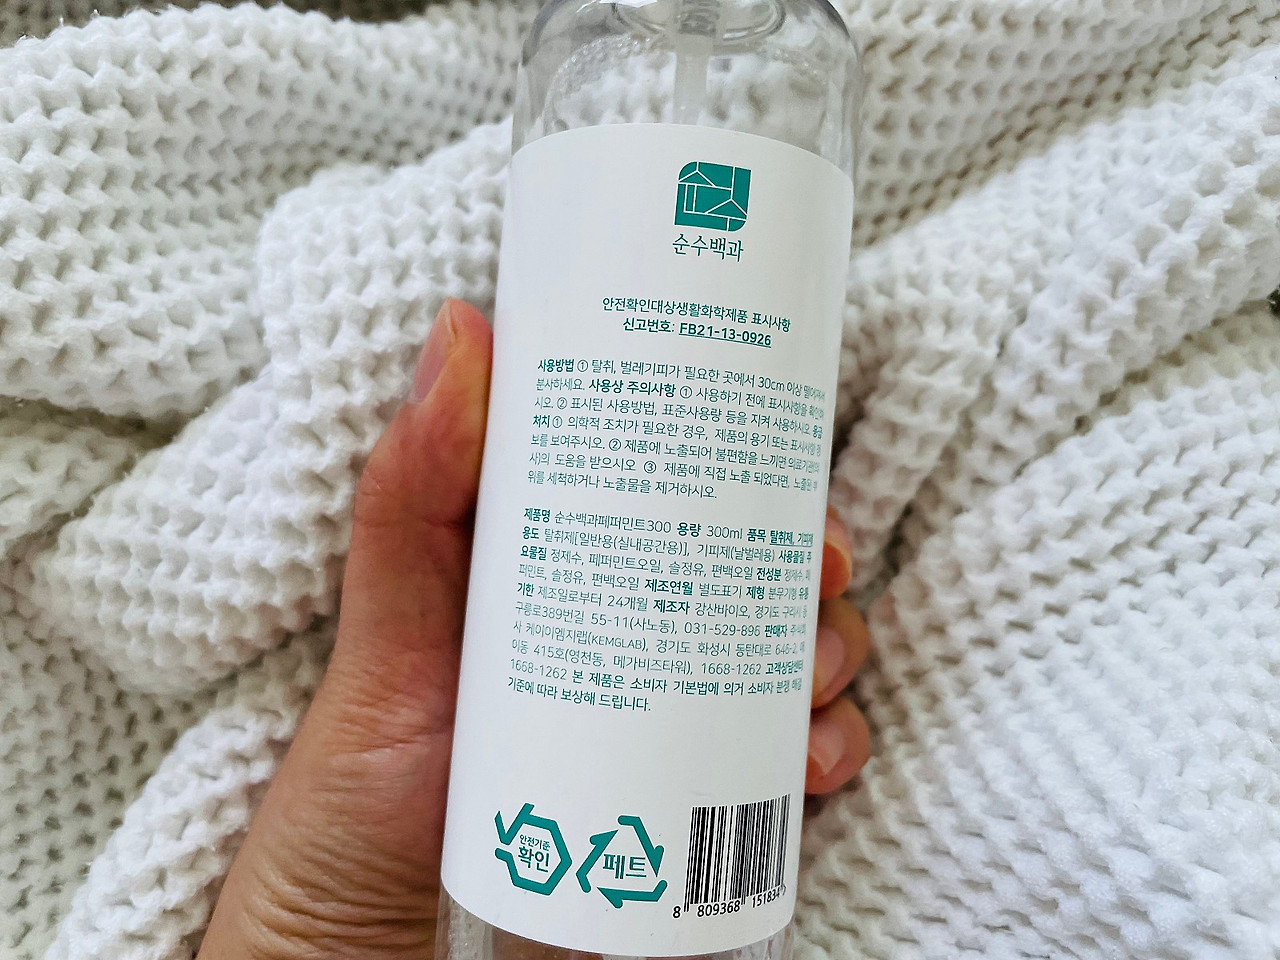 순수백과
안전확인대상생활화학제품 표시사항
신고번호: FB21-13-0926
사용방법 ① 탈취, 벌레기피가 필요한 곳에서 30cm 이상
분사하세요. 사용상 주의사항 ① 사용하기 전에 표시사항을
시오. ② 표시된 사용방법, 표준사용량 등을 지켜 사용하십시오. 응급
처치 ① 의학적 조치가 필요한 경우, 제품의 용기 또는 표시사항 정
보를 보여주시오. ② 제품에 노출되어 불편함을 느끼면
사)의 도움을 받으시오 ③ 제품에 직접 노출 되었다면, 노출된 부
위를 세척하거나 노출물을 제거하시오.
제품명 순수백과페퍼민트300 용량 300ml 품목 탈취제, 기피제
용도 탈취제[일반용(실내공간용)], 기피제(날벌레용) 사용물질 주
요물질 정제수, 페퍼민트오일, 솔정유, 편백오일 전성분 정제수, 페
퍼민트, 솔정유, 편백오일 제조연월 별도표기 제형 분무기형 유통
기한 제조일로부터 24개월 제조자 강산바이오, 경기도 구리시 동
구릉로389번길 55-11(사노동), 031-529-896 판매자 주식회
사 케이이엠지랩(KEMGLAB), 경기도 화성시 동탄대로 646-2,
이동 415호(영천동, 메가비즈타워), 1668-1262 고객상담센터
1668-1262 본 제품은 소비자 기본법에 의거 소비자 분쟁 해결
기준에 따라 보상해 드립니다.
안전기준
확인
페트
8 809368 151834